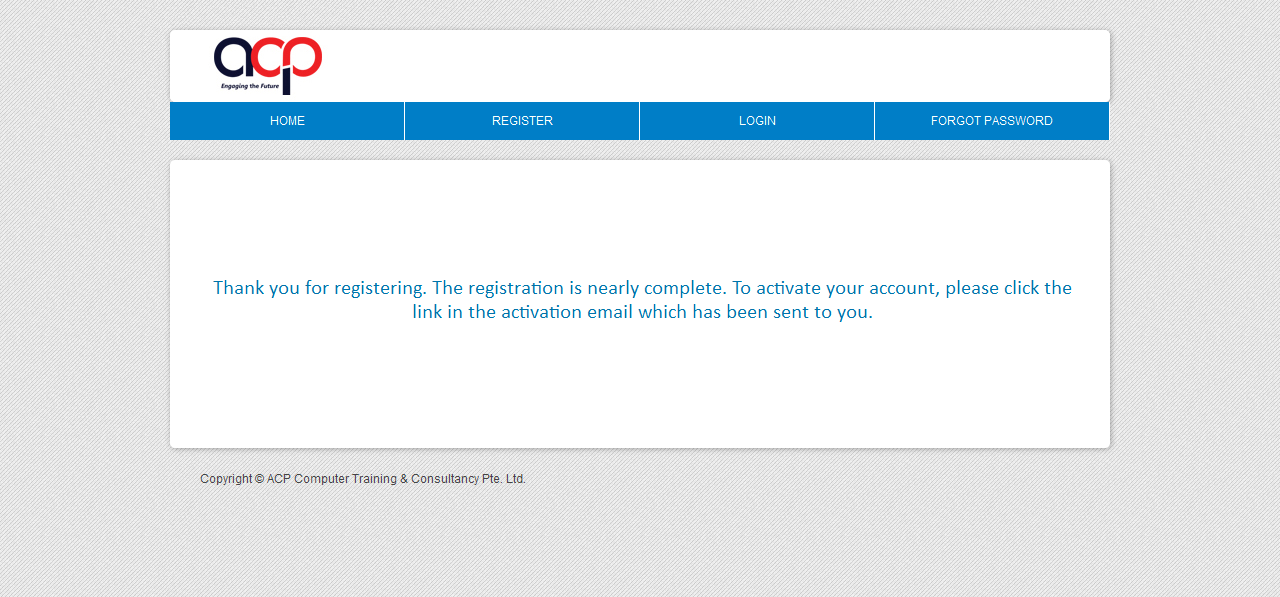 acp
Engaging the Future
HOME
REGISTER
LOGIN
FORGOT PASSWORD
Thank you for registering. The registration is nearly complete. To activate your account, please click the
link in the activation email which has been sent to you.
Copyright © ACP Computer Training & Consultancy Pte. Ltd.